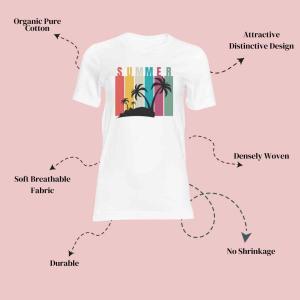 Organic Pure
Cotton
Attractive
Distinctive Design
SUMMER
Densely Woven
Soft Breathable
Fabric
No Shrinkage
Durable